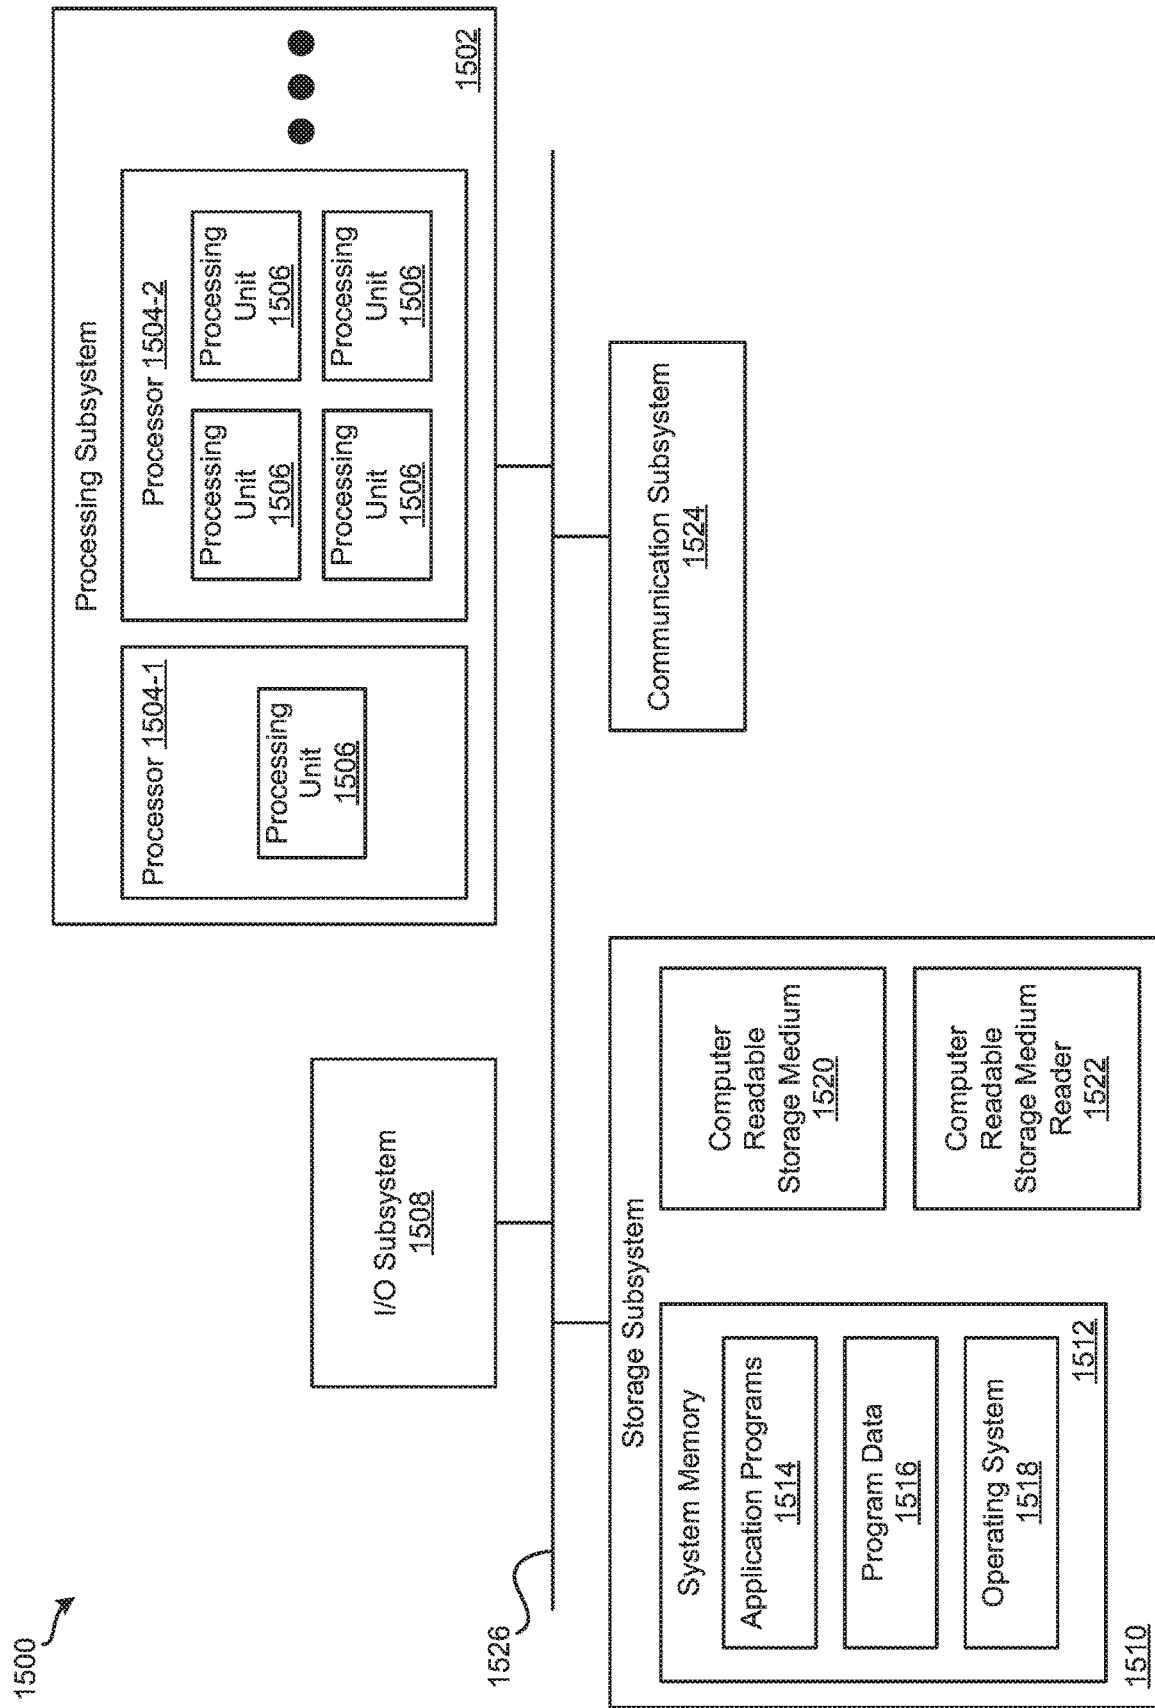 1500
I/O Subsystem
1508
Processing Subsystem
Processor 1504-1
Processing
Unit
1506
Processor 1504-2
Processing
Unit
1506
Processing
Unit
1506
Processing
Unit
1506
Processing
Unit
1506
1502
1526
Storage Subsystem
System Memory
Application Programs
1514
Program Data
1516
Operating System
1518
1512
Computer
Readable
Storage Medium
1520
Computer
Readable
Storage Medium
Reader
1522
1510
Communication Subsystem
1524